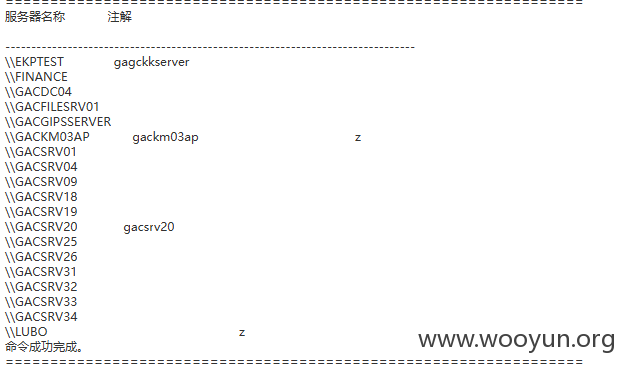 ==================================================================
服务器名称 注解
-------------------------------------------------------------------------------
\\EKPTEST gagckkserver
\\FINANCE
\\GACDC04
\\GACFILESRV01
\\GACGIPSSERVER
\\GACKM03AP gackm03ap z
\\GACSRV01
\\GACSRV04
\\GACSRV09
\\GACSRV18
\\GACSRV19
\\GACSRV20 gacsrv20
\\GACSRV25
\\GACSRV26
\\GACSRV31
\\GACSRV32
\\GACSRV33
\\GACSRV34
\\LUBO z
命令成功完成。
==================================================================
www.wooyun.org